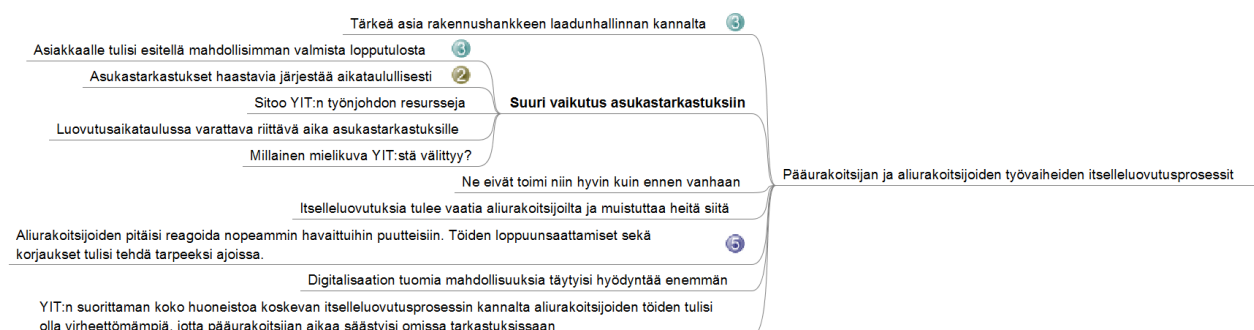 Tärkeä asia rakennushankkeen laadunhallinnan kannalta 3
Asiakkaalle tulisi esitellä mahdollisimman valmista lopputulosta 3
Asukastarkastukset haastavia järjestää aikataulullisesti 2
Sitoo YIT:n työnjohdon resursseja
Luovutusaikataulussa varattava riittävä aika asukastarkastuksille
Millainen mielikuva YIT:stä välittyy?
Suuri vaikutus asukastarkastuksiin
Ne eivät toimi niin hyvin kuin ennen vanhaan
Itselleluovutuksia tulee vaatia aliurakoitsijoilta ja muistuttaa heitä siitä
Aliurakoitsijoiden pitäisi reagoida nopeammin havaittuihin puutteisiin. Töiden loppuunsaattamiset sekä
korjaukset tulisi tehdä tarpeeksi ajoissa. 5
Digitalisaation tuomia mahdollisuuksia täytyisi hyödyntää enemmän
YIT:n suorittaman koko huoneistoa koskevan itselleluovutusprosessin kannalta aliurakoitsijoiden töiden tulisi
olla virheettömämpiä, jotta pääurakoitsijan aikaa säästyisi omissa tarkastuksissaan
Pääurakoitsijan ja aliurakoitsijoiden työvaiheiden itselleluovutusprosessit